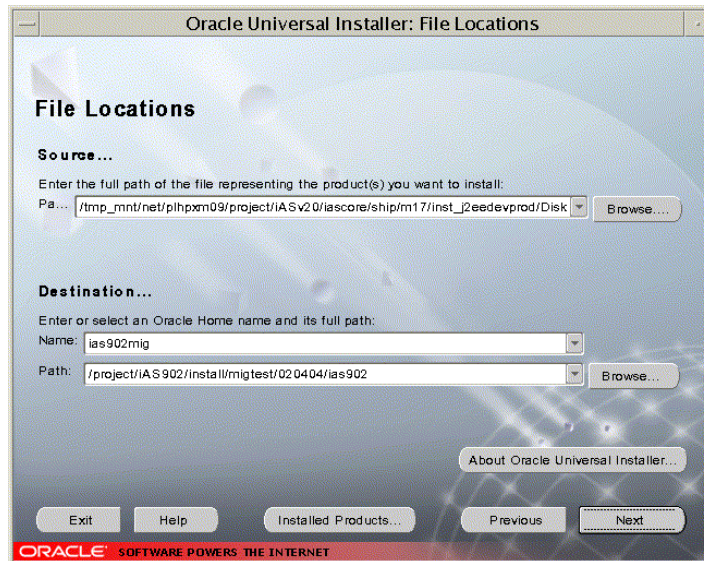 Oracle Universal Installer: File Locations
File Locations
Source...
Enter the full path of the file representing the product(s) you want to install:
Pa... /tmp_mnt/net/plhpxm09/project/iASv20/iascore/ship/m17/inst_j2eedevprod/Disk Browse....
Destination...
Enter or select an Oracle Home name and its full path:
Name: ias902mig
Path: /project/iAS902/install/migtest/020404/ias902 Browse...
About Oracle Universal Installer...
Exit Help Installed Products... Previous Next
ORACLE SOFTWARE POWERS THE INTERNET